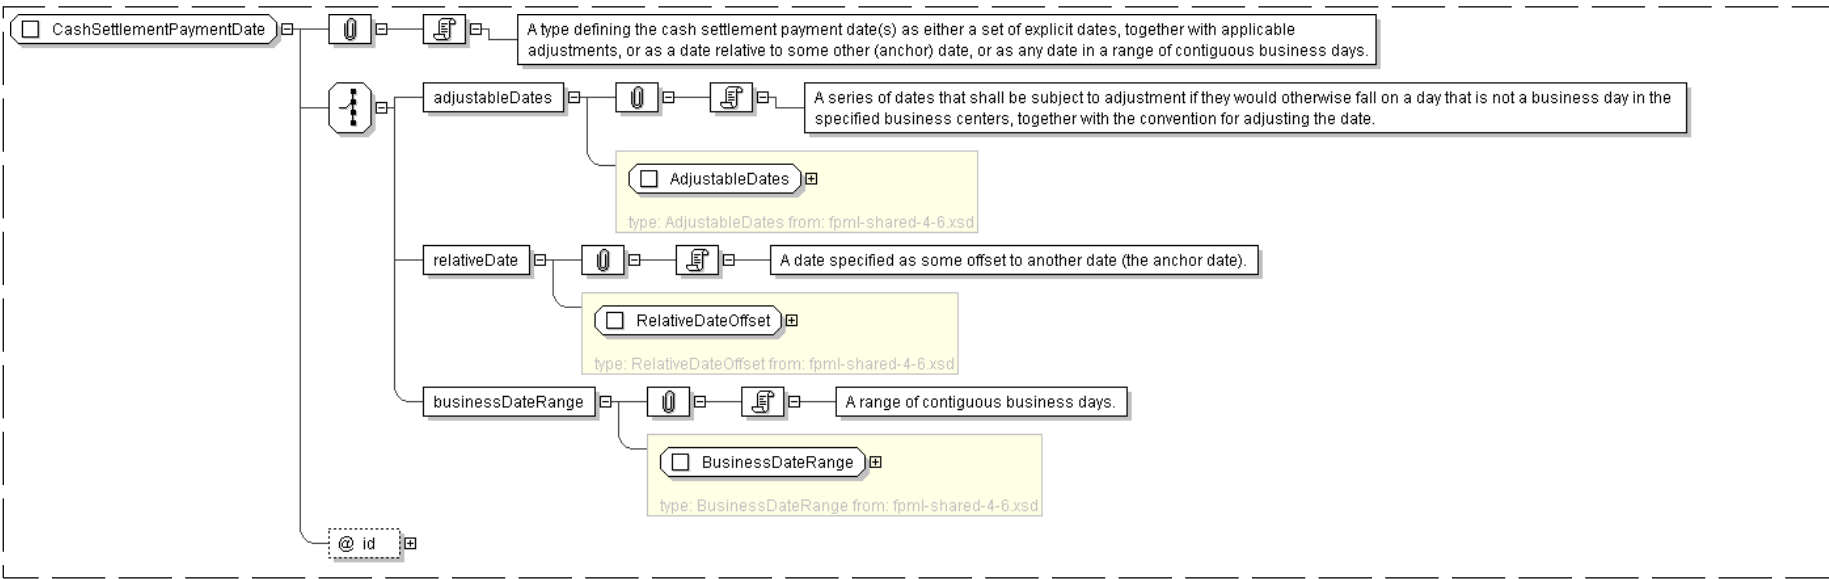 CashSettlementPaymentDate
A type defining the cash settlement payment date(s) as either a set of explicit dates, together with applicable
adjustments, or as a date relative to some other (anchor) date, or as any date in a range of contiguous business days.
adjustableDates
A series of dates that shall be subject to adjustment if they would otherwise fall on a day that is not a business day in the
specified business centers, together with the convention for adjusting the date.
AdjustableDates
type: AdjustableDates from: fpml-shared-4-6.xsd
relativeDate
A date specified as some offset to another date (the anchor date).
RelativeDateOffset
type: RelativeDateOffset from: fpml-shared-4-6.xsd
businessDateRange
A range of contiguous business days.
BusinessDateRange
type: BusinessDateRange from: fpml-shared-4-6.xsd
@ id